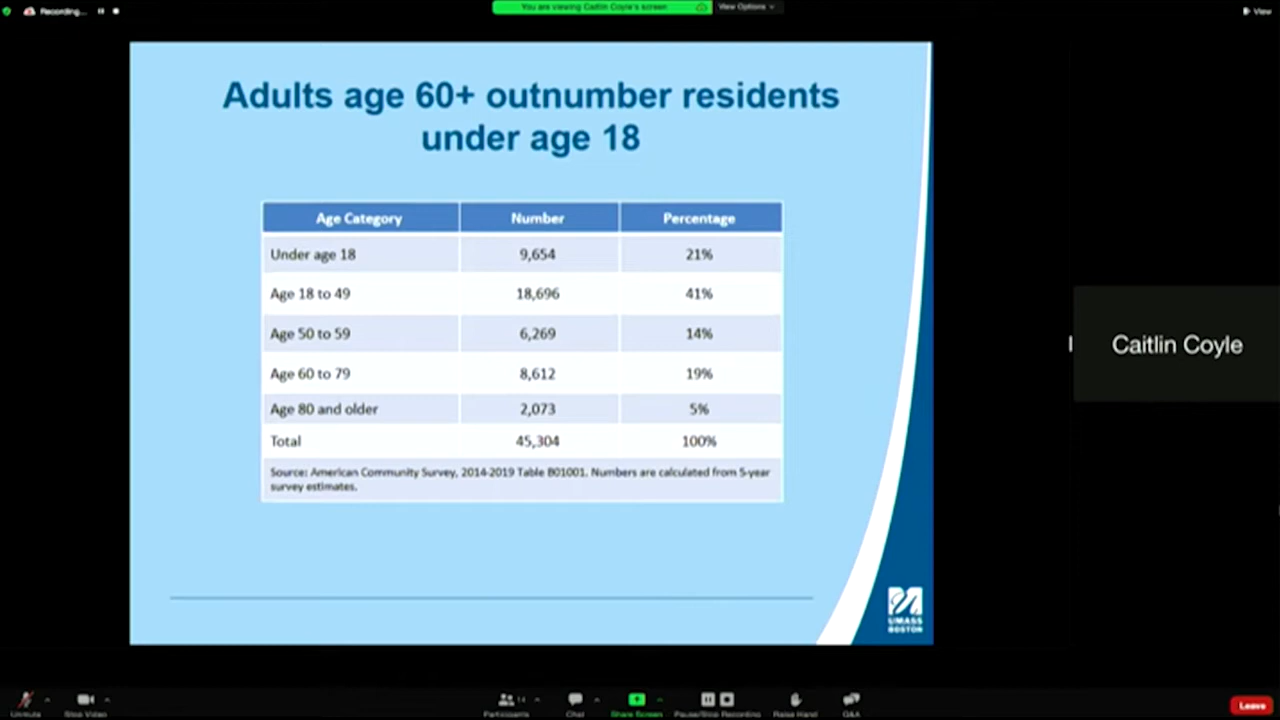 Recording...
You are viewing Caitlin Coyle's screen
View Options
View
Adults age 60+ outnumber residents
under age 18
Age Category Number Percentage
Under age 18 9,654 21%
Age 18 to 49 18,696 41%
Age 50 to 59 6,269 14%
Age 60 to 79 8,612 19%
Age 80 and older 2,073 5%
Total 45,304 100%
Source: American Community Survey, 2014-2019 Table B01001. Numbers are calculated from 5-year
survey estimates.
Caitlin Coyle
UMASS
BOSTON
Unmute
Stop Video
Participants
14
Chat
Share Screen
Pause/Stop Recording
Raise Hand
Q&A
Leave